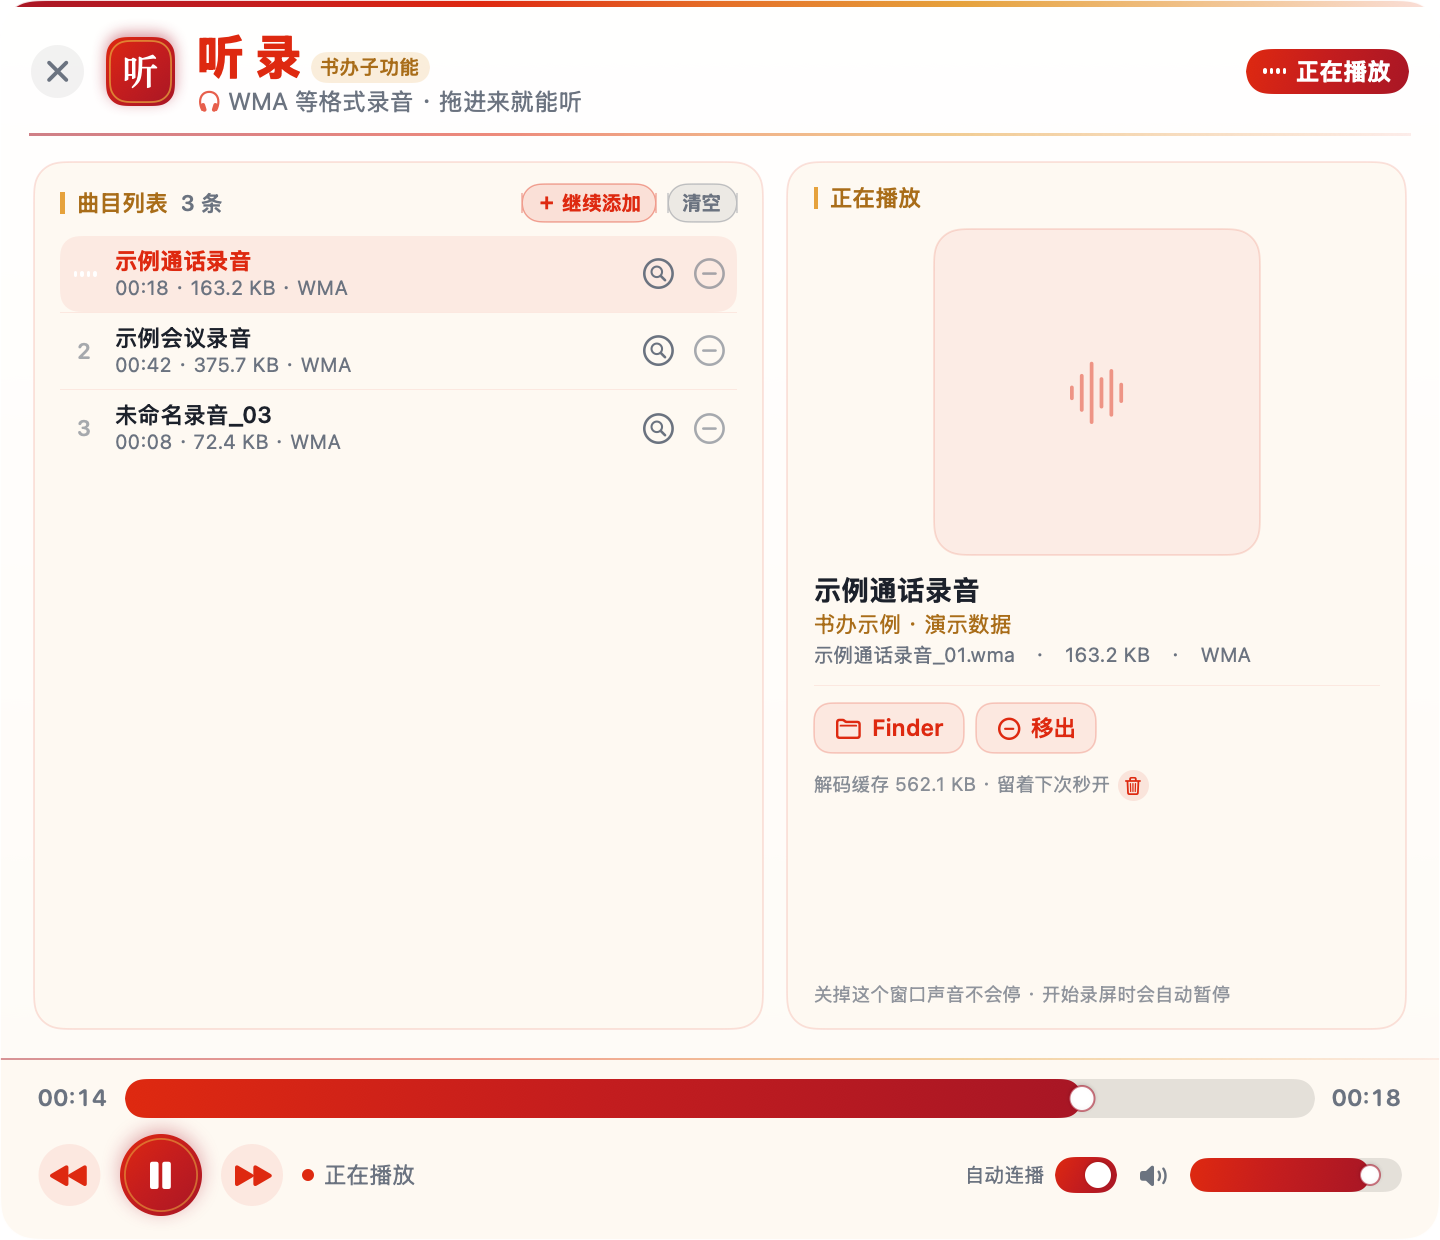 听
听录 书办子功能
WMA 等格式录音 · 拖进来就能听
正在播放
曲目列表 3 条
+ 继续添加
清空
示例通话录音
00:18 · 163.2 KB · WMA
2
示例会议录音
00:42 · 375.7 KB · WMA
3
未命名录音_03
00:08 · 72.4 KB · WMA
正在播放
示例通话录音
书办示例 · 演示数据
示例通话录音_01.wma · 163.2 KB · WMA
Finder
移出
解码缓存 562.1 KB · 留着下次秒开
关掉这个窗口声音不会停 · 开始录屏时会自动暂停
00:14
00:18
正在播放
自动连播